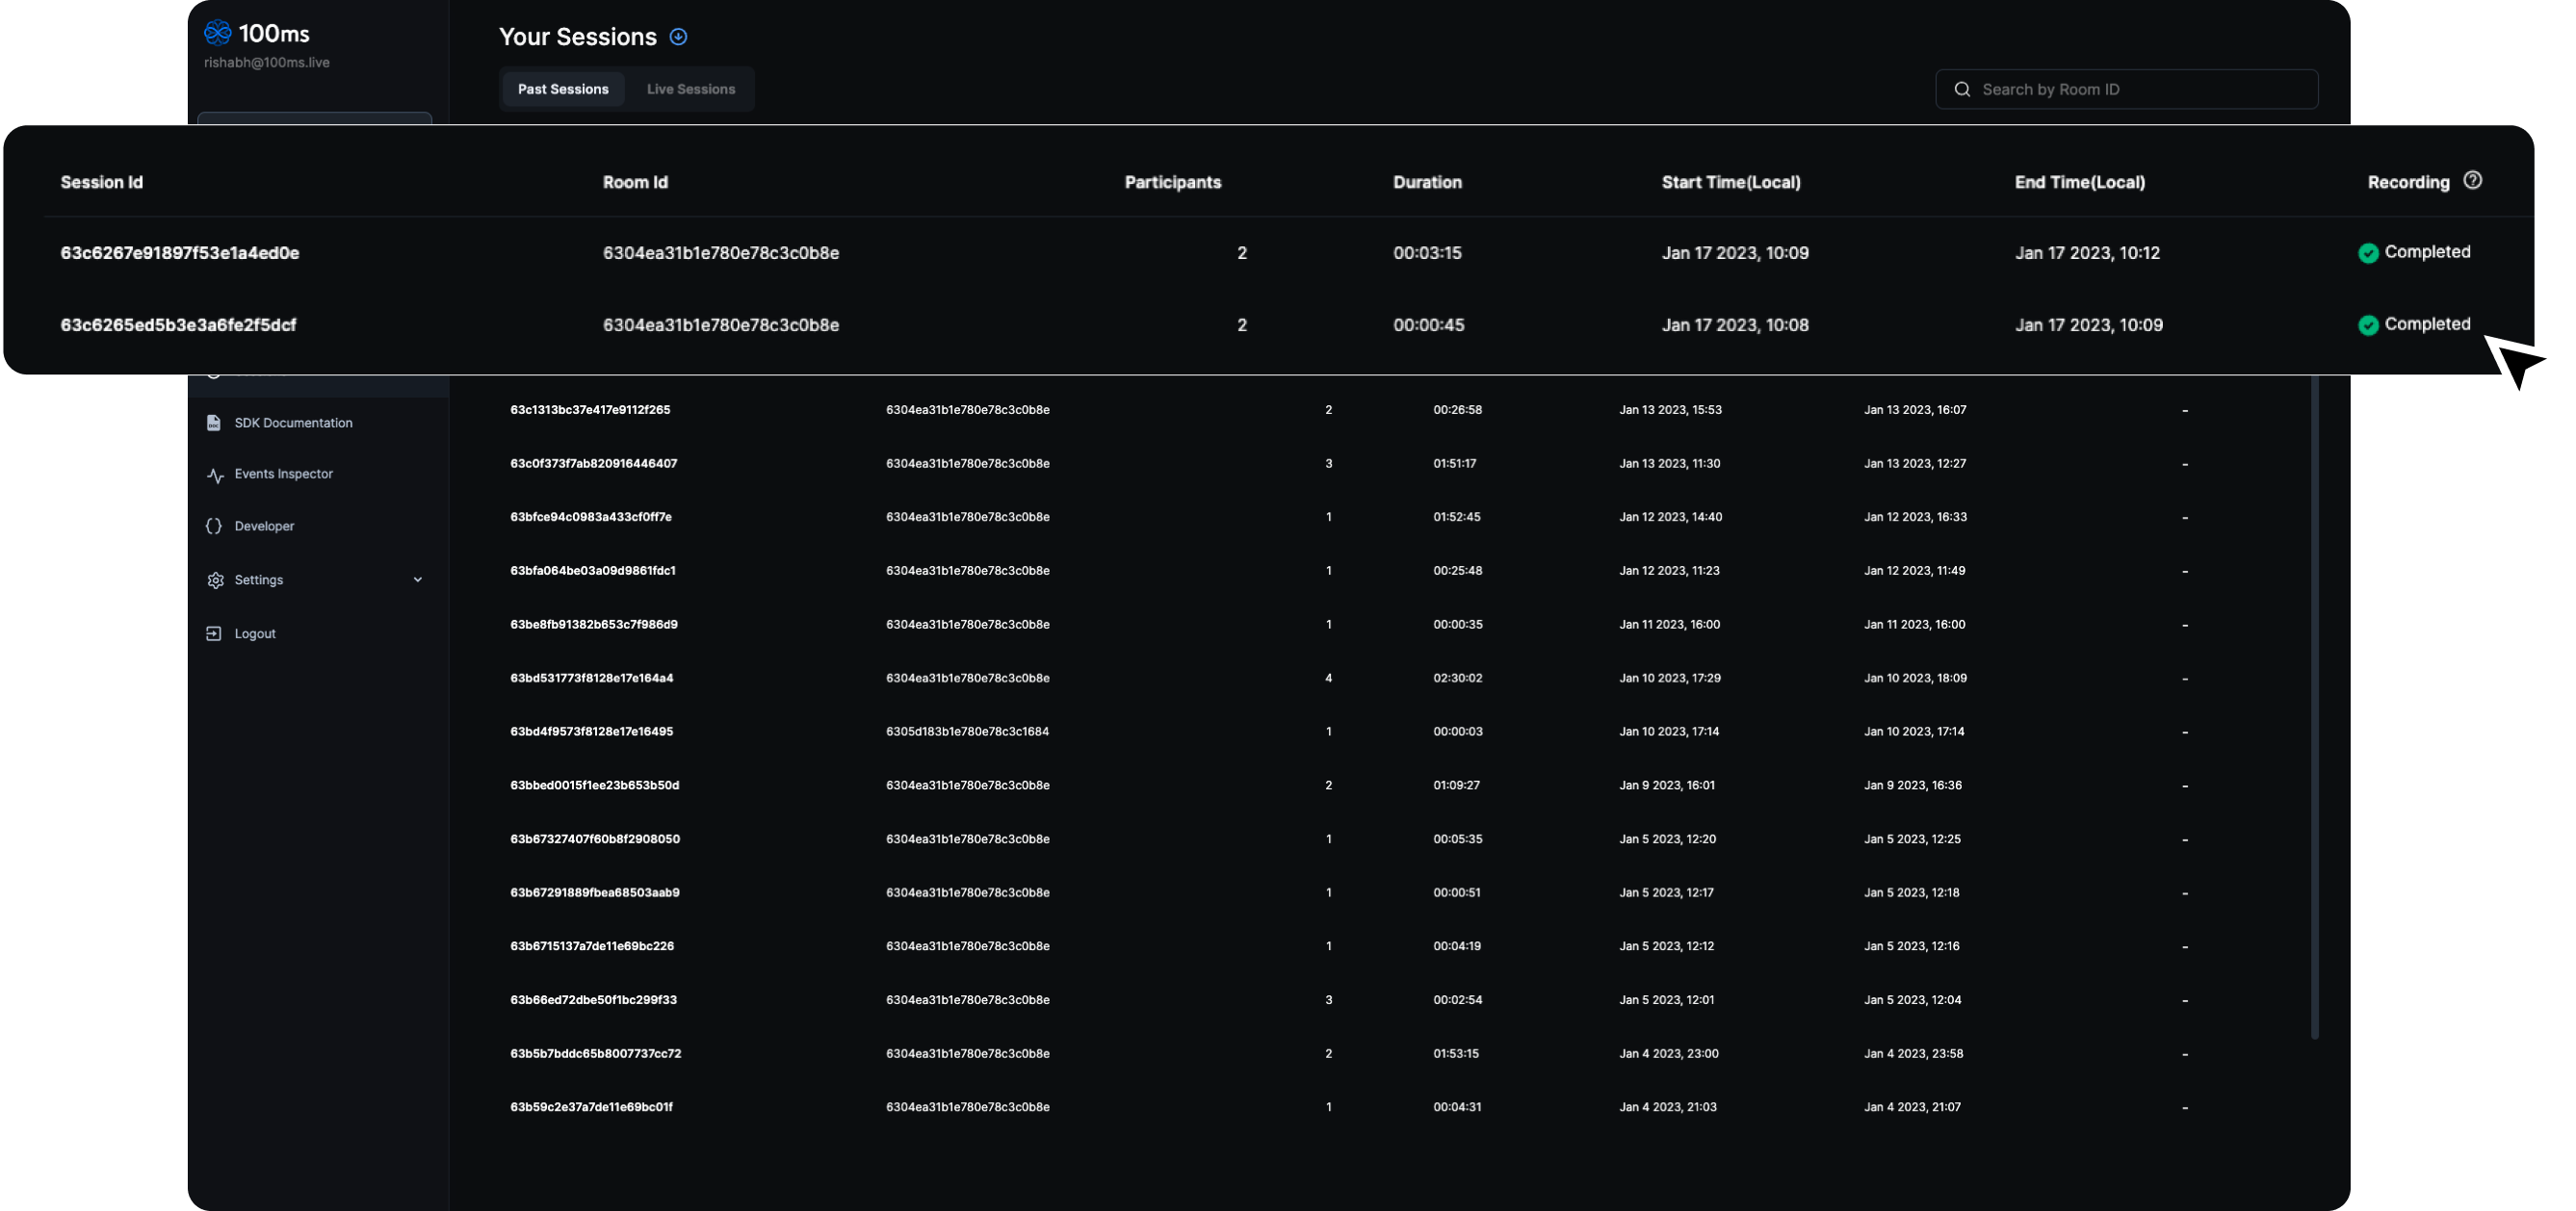 100ms
rishabh@100ms.live
Your Sessions
Past Sessions Live Sessions
Search by Room ID
Session Id Room Id Participants Duration Start Time(Local) End Time(Local) Recording
63c6267e91897f53e1a4ed0e 6304ea31b1e780e78c3c0b8e 2 00:03:15 Jan 17 2023, 10:09 Jan 17 2023, 10:12 Completed
63c6265ed5b3e3a6fe2f5dcf 6304ea31b1e780e78c3c0b8e 2 00:00:45 Jan 17 2023, 10:08 Jan 17 2023, 10:09 Completed
SDK Documentation
Events Inspector
Developer
Settings
Logout
63c1313bc37e417e9112f265 6304ea31b1e780e78c3c0b8e 2 00:26:58 Jan 13 2023, 15:53 Jan 13 2023, 16:07 -
63c0f373f7ab820916446407 6304ea31b1e780e78c3c0b8e 3 01:51:17 Jan 13 2023, 11:30 Jan 13 2023, 12:27 -
63bfce94c0983a433cf0ff7e 6304ea31b1e780e78c3c0b8e 1 01:52:45 Jan 12 2023, 14:40 Jan 12 2023, 16:33 -
63bfa064be03a09d9861fdc1 6304ea31b1e780e78c3c0b8e 1 00:25:48 Jan 12 2023, 11:23 Jan 12 2023, 11:49 -
63be8fb91382b653c7f986d9 6304ea31b1e780e78c3c0b8e 1 00:00:35 Jan 11 2023, 16:00 Jan 11 2023, 16:00 -
63bd531773f8128e17e164a4 6304ea31b1e780e78c3c0b8e 4 02:30:02 Jan 10 2023, 17:29 Jan 10 2023, 18:09 -
63bd4f9573f8128e17e16495 6305d183b1e780e78c3c1684 1 00:00:03 Jan 10 2023, 17:14 Jan 10 2023, 17:14 -
63bbed0015f1ee23b653b50d 6304ea31b1e780e78c3c0b8e 2 01:09:27 Jan 9 2023, 16:01 Jan 9 2023, 16:36 -
63b67327407f60b8f2908050 6304ea31b1e780e78c3c0b8e 1 00:05:35 Jan 5 2023, 12:20 Jan 5 2023, 12:25 -
63b67291889fbea68503aab9 6304ea31b1e780e78c3c0b8e 1 00:00:51 Jan 5 2023, 12:17 Jan 5 2023, 12:18 -
63b6715137a7de11e69bc226 6304ea31b1e780e78c3c0b8e 1 00:04:19 Jan 5 2023, 12:12 Jan 5 2023, 12:16 -
63b66ed72dbe50f1bc299f33 6304ea31b1e780e78c3c0b8e 3 00:02:54 Jan 5 2023, 12:01 Jan 5 2023, 12:04 -
63b5b7bddc65b8007737cc72 6304ea31b1e780e78c3c0b8e 2 01:53:15 Jan 4 2023, 23:00 Jan 4 2023, 23:58 -
63b59c2e37a7de11e69bc01f 6304ea31b1e780e78c3c0b8e 1 00:04:31 Jan 4 2023, 21:03 Jan 4 2023, 21:07 -